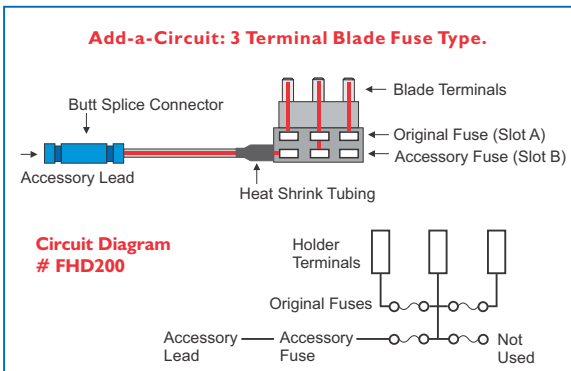 Add-a-Circuit: 3 Terminal Blade Fuse Type.
Blade Terminals
Butt Splice Connector
Original Fuse (Slot A)
Accessory Fuse (Slot B)
Accessory Lead
Heat Shrink Tubing
Circuit Diagram
# FHD200
Holder
Terminals
Original Fuses
Accessory
Lead
Accessory
Fuse
Not
Used